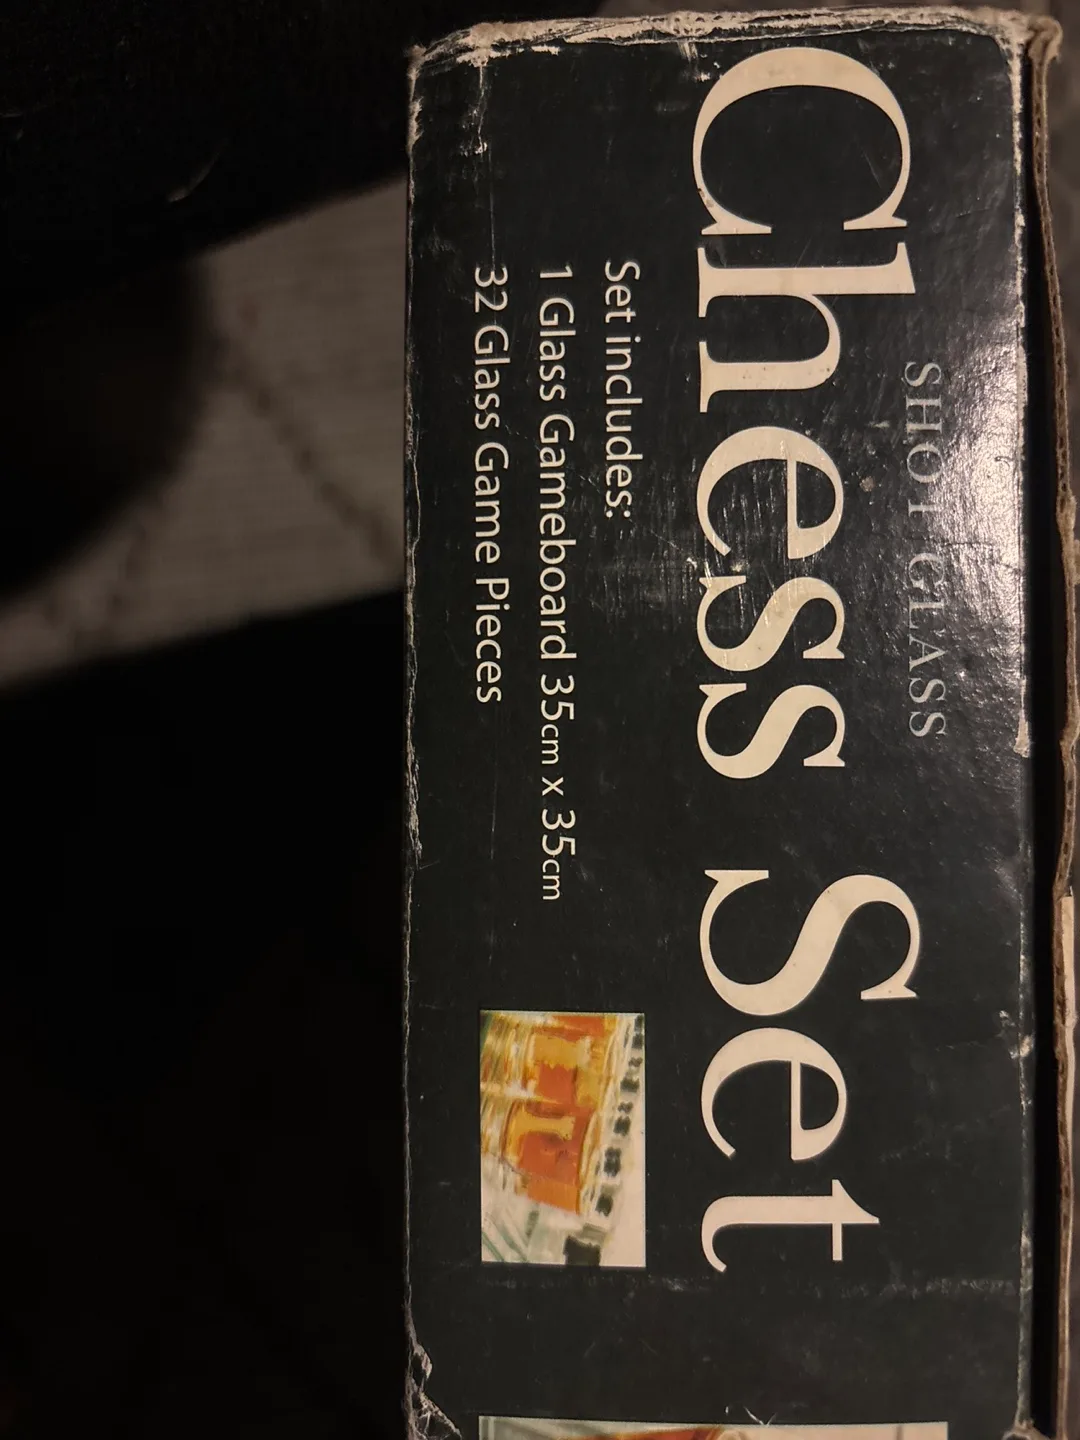 SHOT GLASS
Chess Set
Set includes:
1 Glass Gameboard 35cm x 35cm
32 Glass Game Pieces